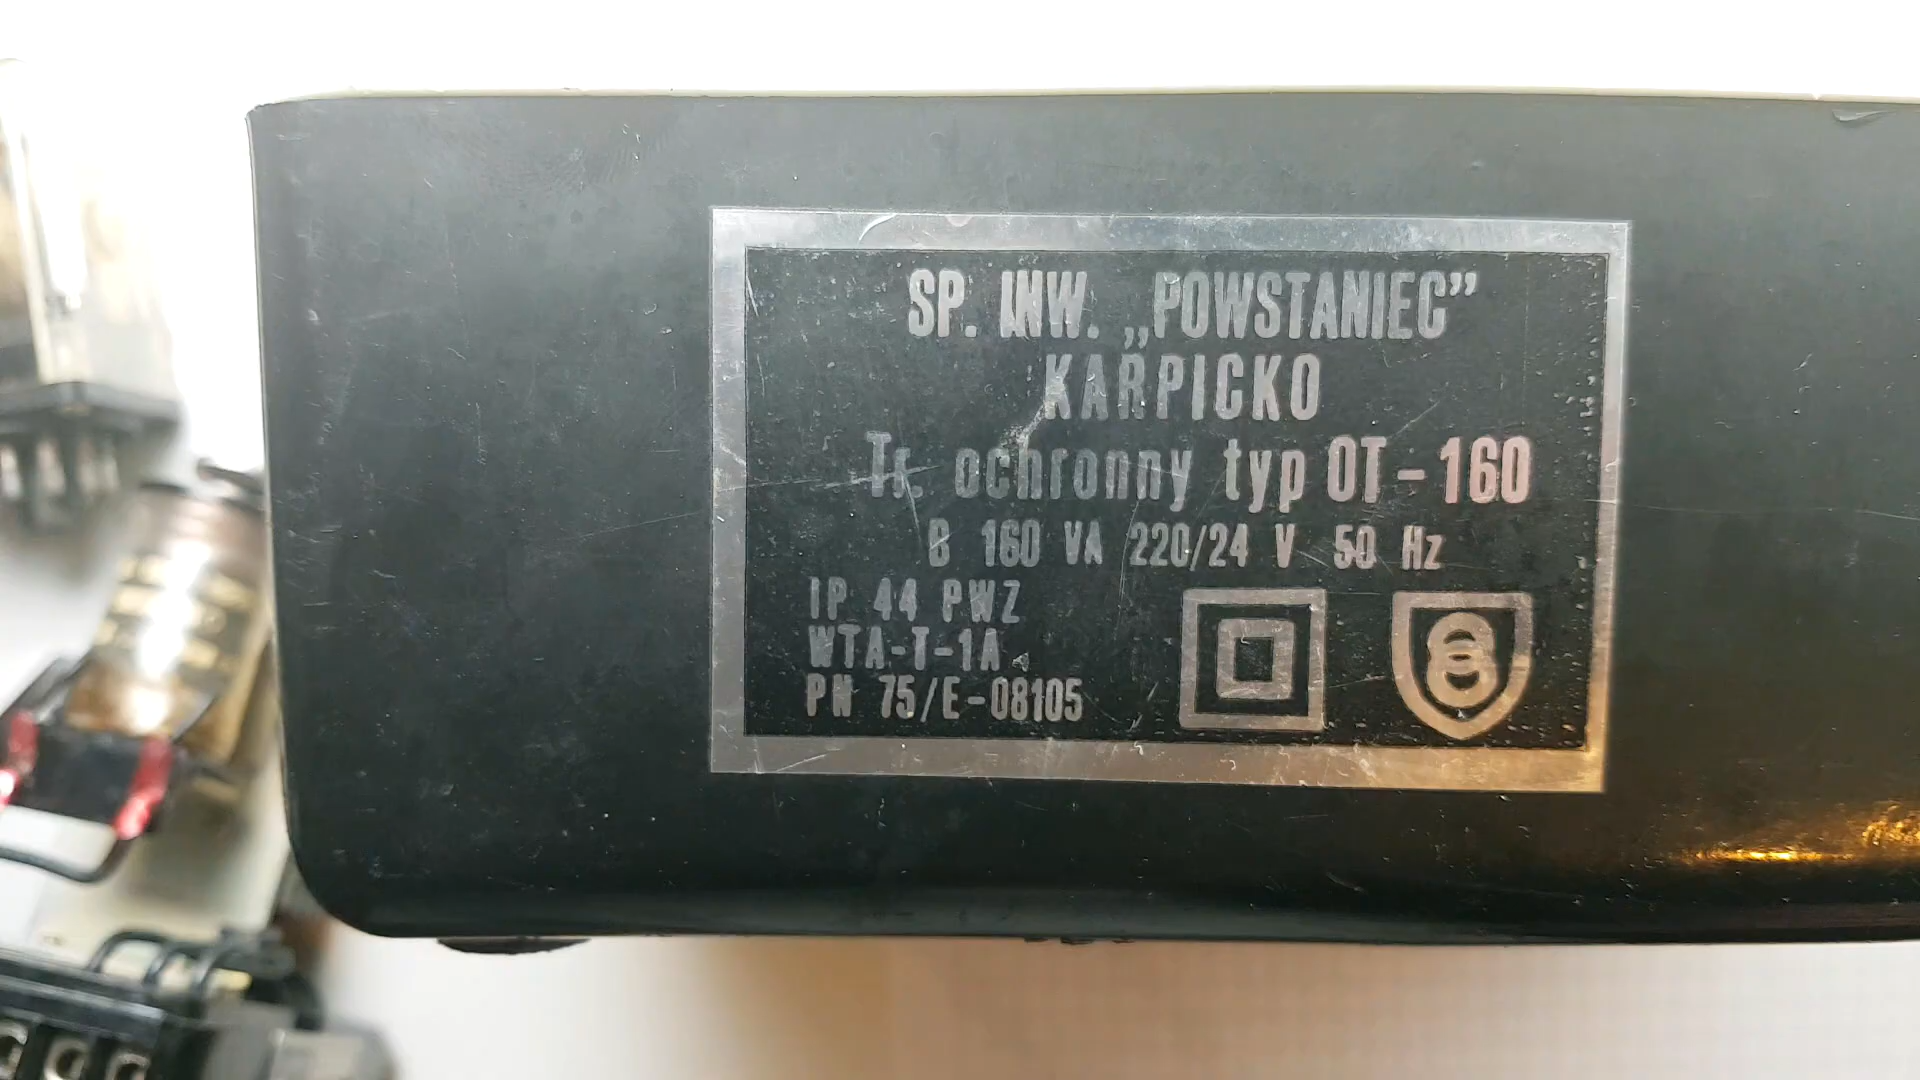 SP. INW. „POWSTANIEC”
KARPICKO
Tr. ochronny typ OT-160
B 160 VA 220/24 V 50 Hz
IP 44 PWZ
WTA-T-1A
PN 75/E-08105